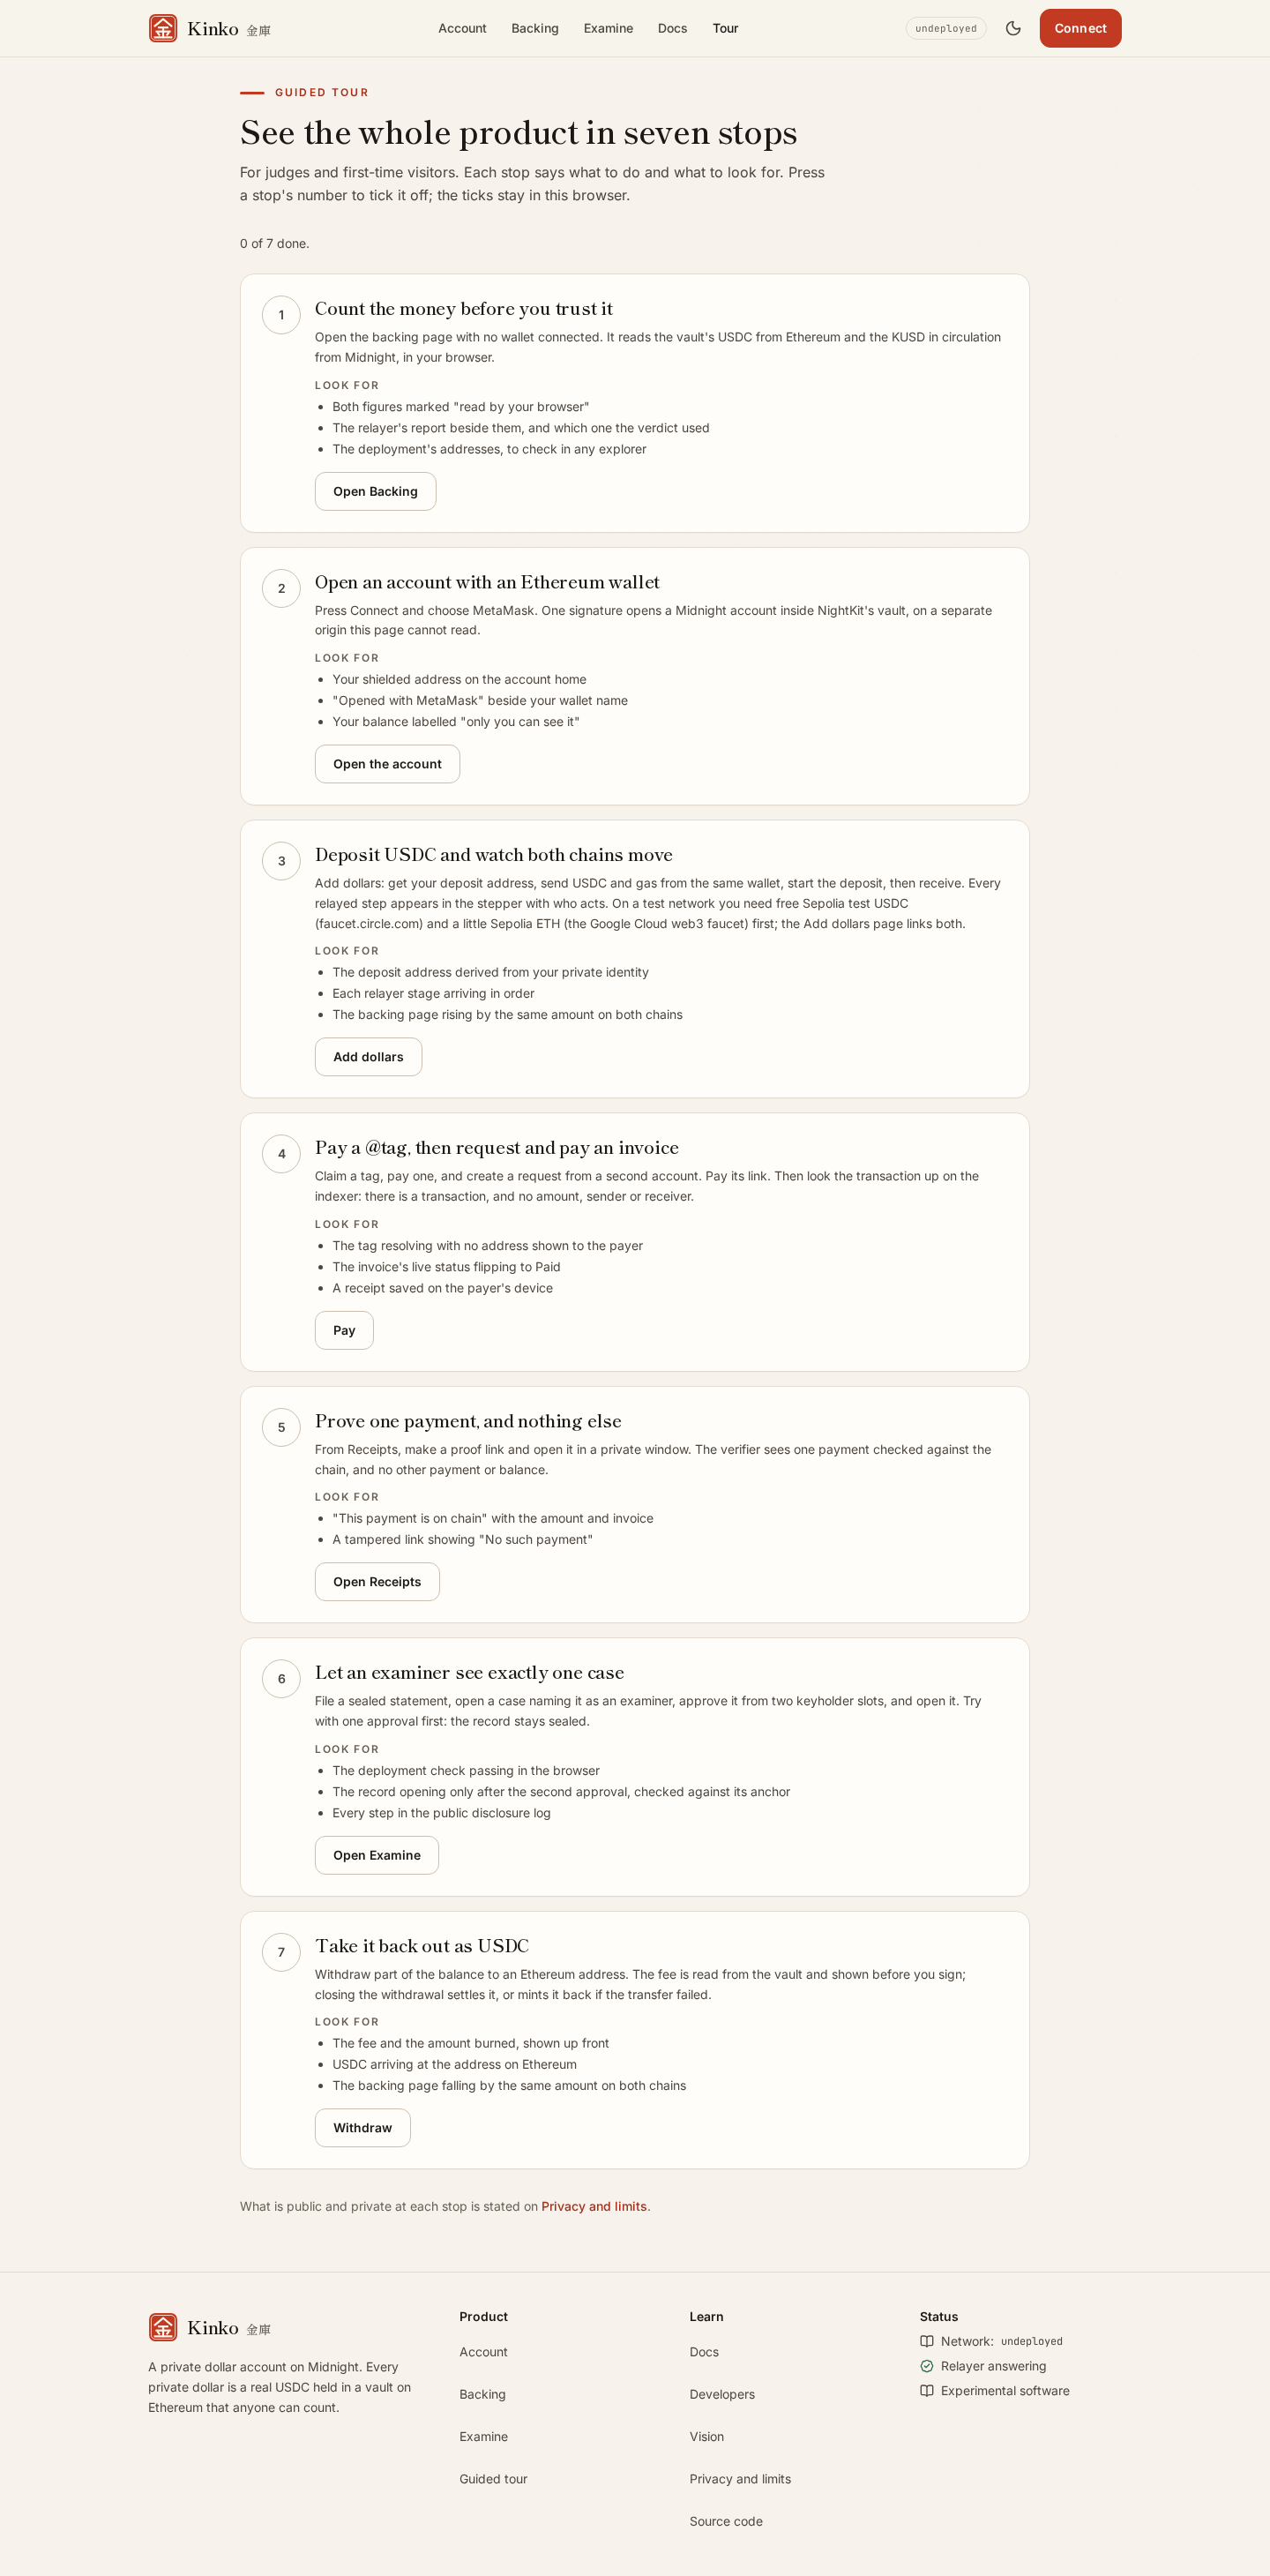 金 Kinko 金庫
Account Backing Examine Docs Tour
undeployed
Connect
GUIDED TOUR
See the whole product in seven stops
For judges and first-time visitors. Each stop says what to do and what to look for. Press
a stop's number to tick it off; the ticks stay in this browser.
0 of 7 done.
1
Count the money before you trust it
Open the backing page with no wallet connected. It reads the vault's USDC from Ethereum and the KUSD in circulation
from Midnight, in your browser.
LOOK FOR
• Both figures marked "read by your browser"
• The relayer's report beside them, and which one the verdict used
• The deployment's addresses, to check in any explorer
Open Backing
2
Open an account with an Ethereum wallet
Press Connect and choose MetaMask. One signature opens a Midnight account inside NightKit's vault, on a separate
origin this page cannot read.
LOOK FOR
• Your shielded address on the account home
• "Opened with MetaMask" beside your wallet name
• Your balance labelled "only you can see it"
Open the account
3
Deposit USDC and watch both chains move
Add dollars: get your deposit address, send USDC and gas from the same wallet, start the deposit, then receive. Every
relayed step appears in the stepper with who acts. On a test network you need free Sepolia test USDC
(faucet.circle.com) and a little Sepolia ETH (the Google Cloud web3 faucet) first; the Add dollars page links both.
LOOK FOR
• The deposit address derived from your private identity
• Each relayer stage arriving in order
• The backing page rising by the same amount on both chains
Add dollars
4
Pay a @tag, then request and pay an invoice
Claim a tag, pay one, and create a request from a second account. Pay its link. Then look the transaction up on the
indexer: there is a transaction, and no amount, sender or receiver.
LOOK FOR
• The tag resolving with no address shown to the payer
• The invoice's live status flipping to Paid
• A receipt saved on the payer's device
Pay
5
Prove one payment, and nothing else
From Receipts, make a proof link and open it in a private window. The verifier sees one payment checked against the
chain, and no other payment or balance.
LOOK FOR
• "This payment is on chain" with the amount and invoice
• A tampered link showing "No such payment"
Open Receipts
6
Let an examiner see exactly one case
File a sealed statement, open a case naming it as an examiner, approve it from two keyholder slots, and open it. Try
with one approval first: the record stays sealed.
LOOK FOR
• The deployment check passing in the browser
• The record opening only after the second approval, checked against its anchor
• Every step in the public disclosure log
Open Examine
7
Take it back out as USDC
Withdraw part of the balance to an Ethereum address. The fee is read from the vault and shown before you sign;
closing the withdrawal settles it, or mints it back if the transfer failed.
LOOK FOR
• The fee and the amount burned, shown up front
• USDC arriving at the address on Ethereum
• The backing page falling by the same amount on both chains
Withdraw
What is public and private at each stop is stated on Privacy and limits.
金 Kinko 金庫
A private dollar account on Midnight. Every
private dollar is a real USDC held in a vault on
Ethereum that anyone can count.
Product
Account
Backing
Examine
Guided tour
Learn
Docs
Developers
Vision
Privacy and limits
Source code
Status
Network: undeployed
Relayer answering
Experimental software